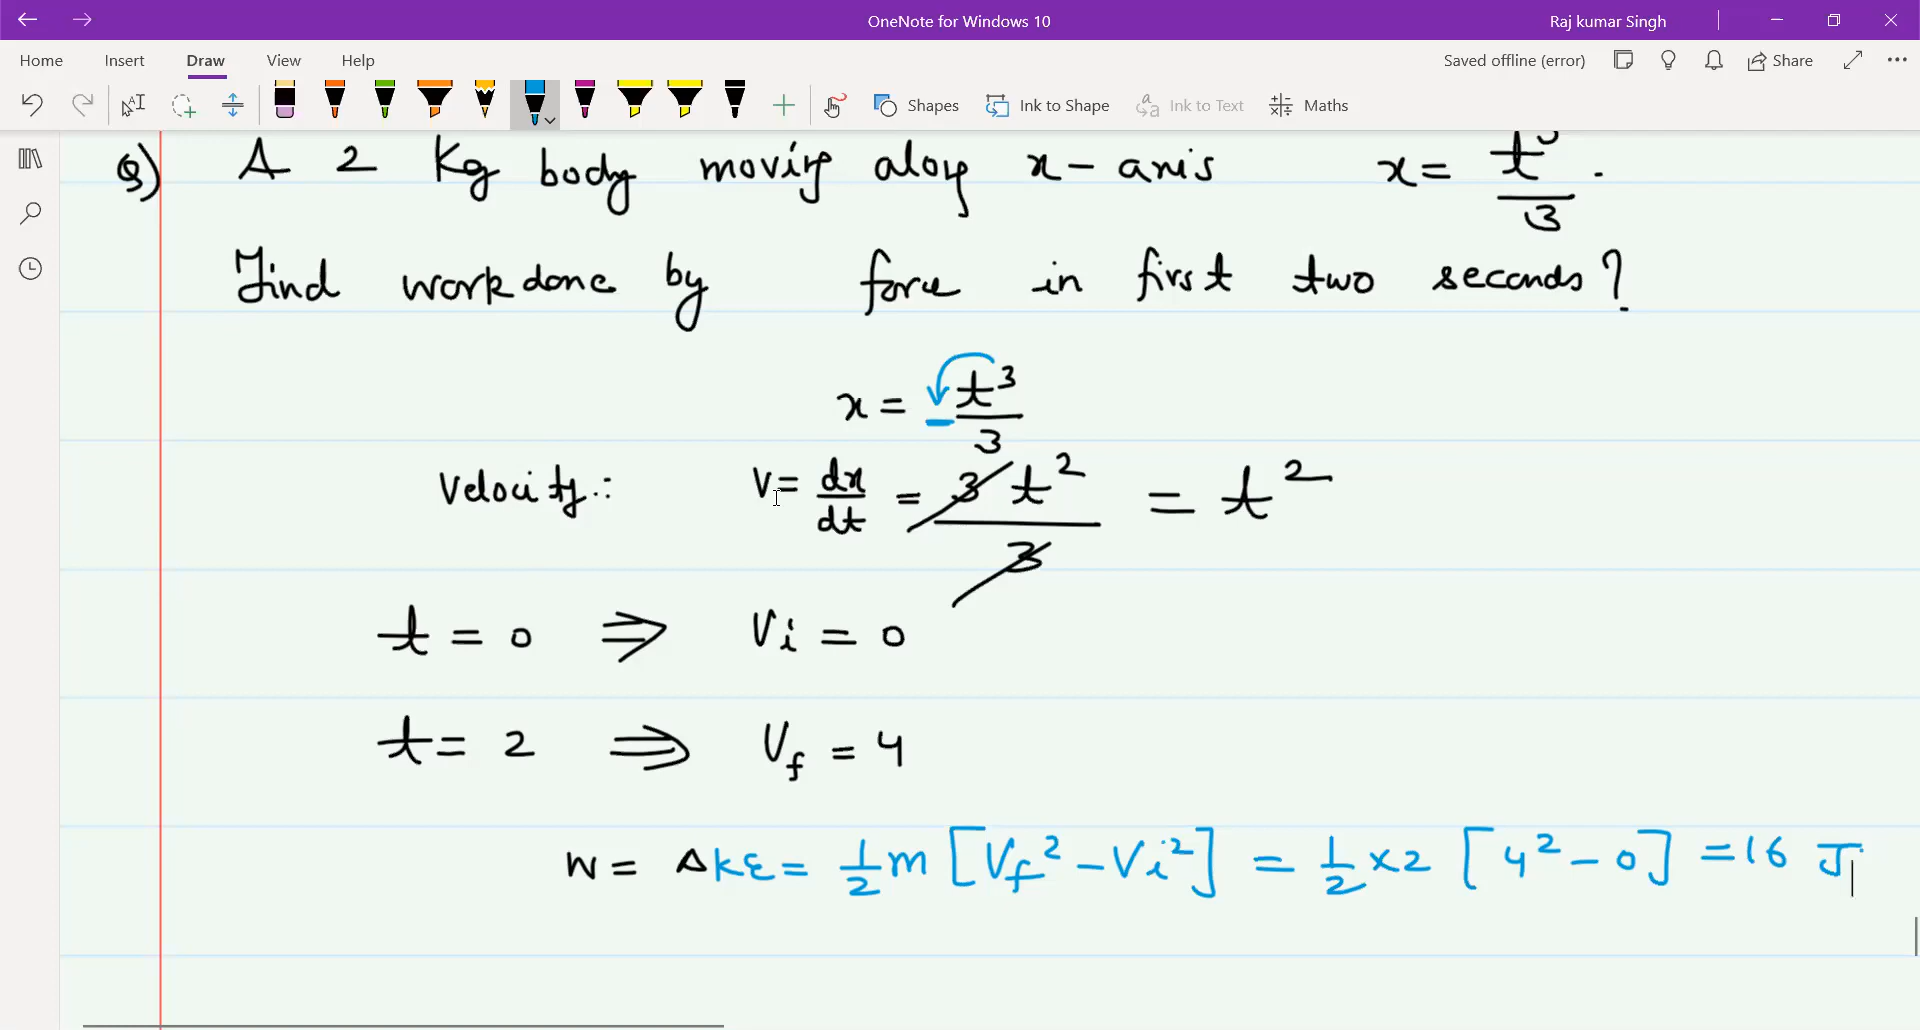 OneNote for Windows 10
Raj kumar Singh
Home Insert Draw View Help
Saved offline (error) Share
Shapes Ink to Shape Ink to Text Maths
Q) A 2 Kg body moving along x-axis x = t³/3 .
Find workdone by force in first two seconds?
x = t³/3
Velocity:- V = dx/dt = 3t²/3 = t²
t = 0 ⇒ Vi = 0
t = 2 ⇒ Vf = 4
W = ΔKE = 1/2 m [Vf² - Vi²] = 1/2 × 2 [4² - 0] = 16 J